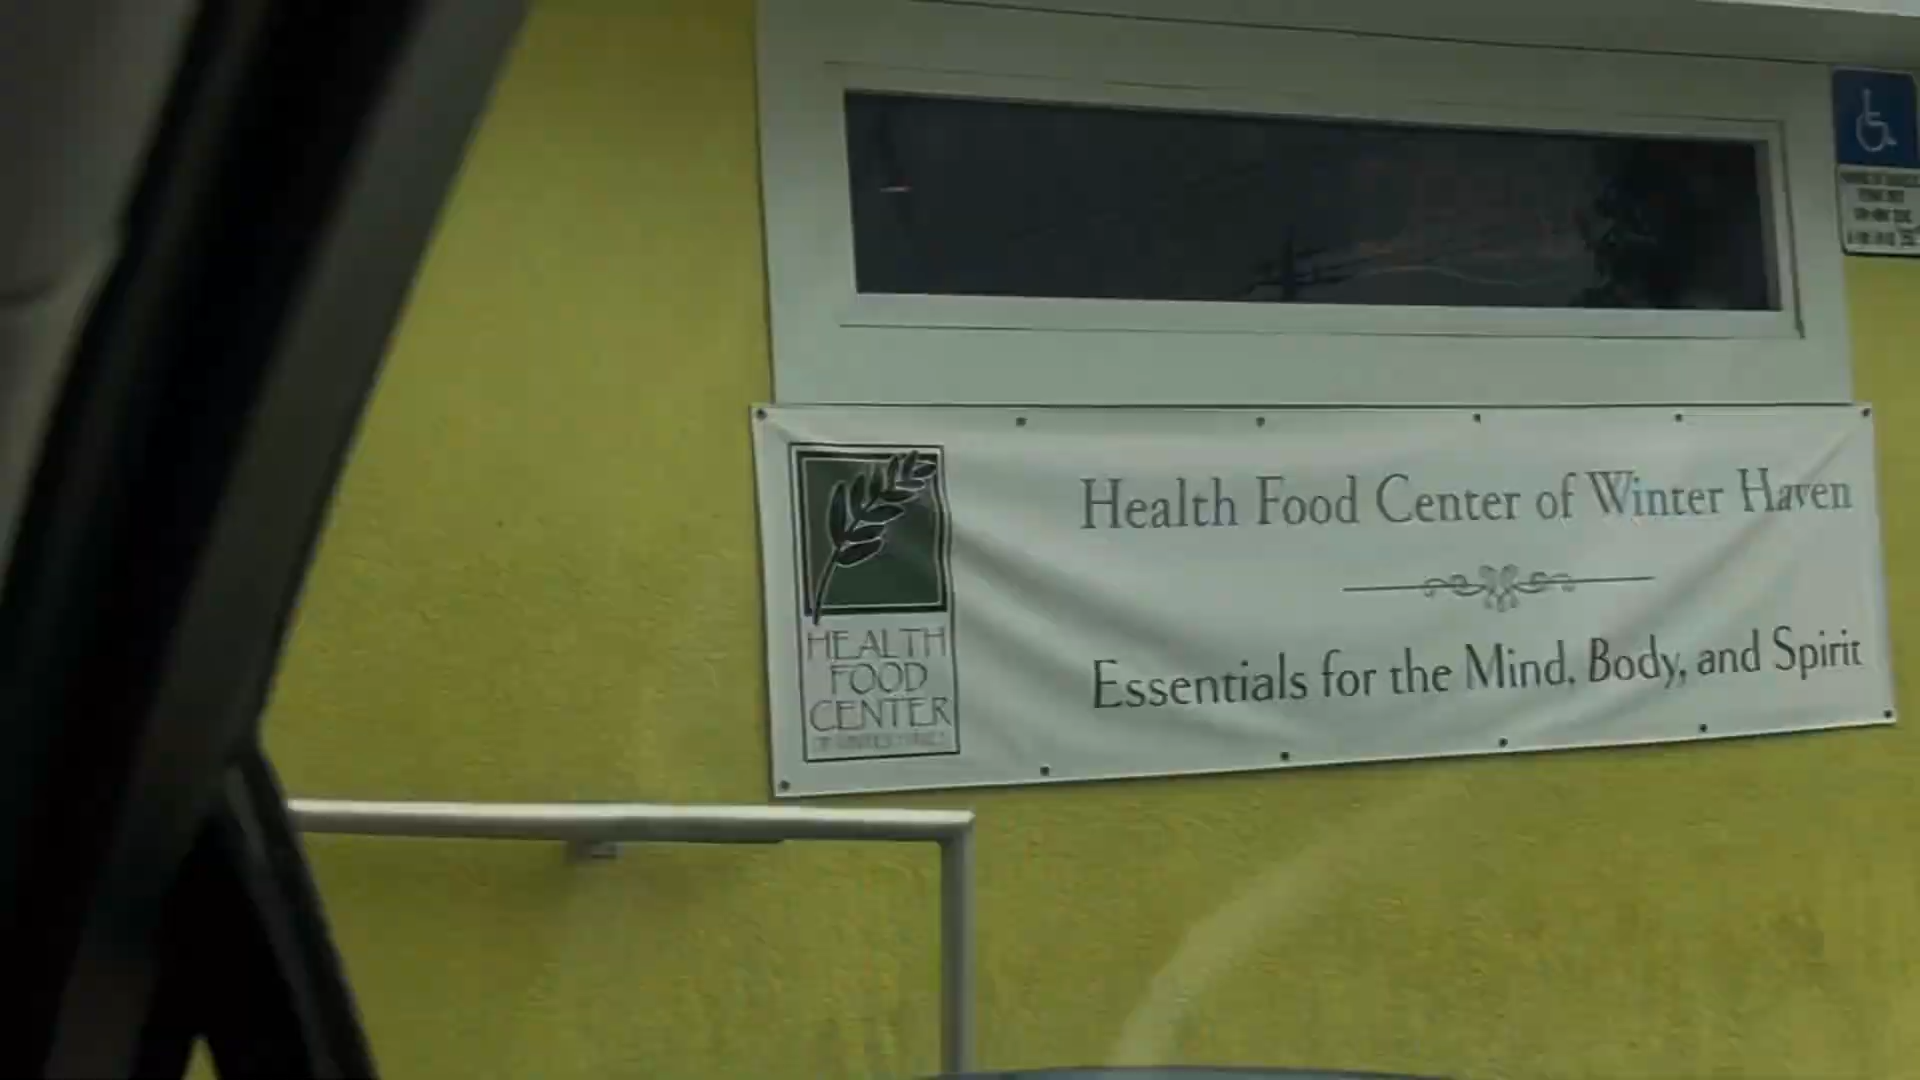 Health Food Center of Winter Haven
Essentials for the Mind, Body, and Spirit
HEALTH
FOOD
CENTER